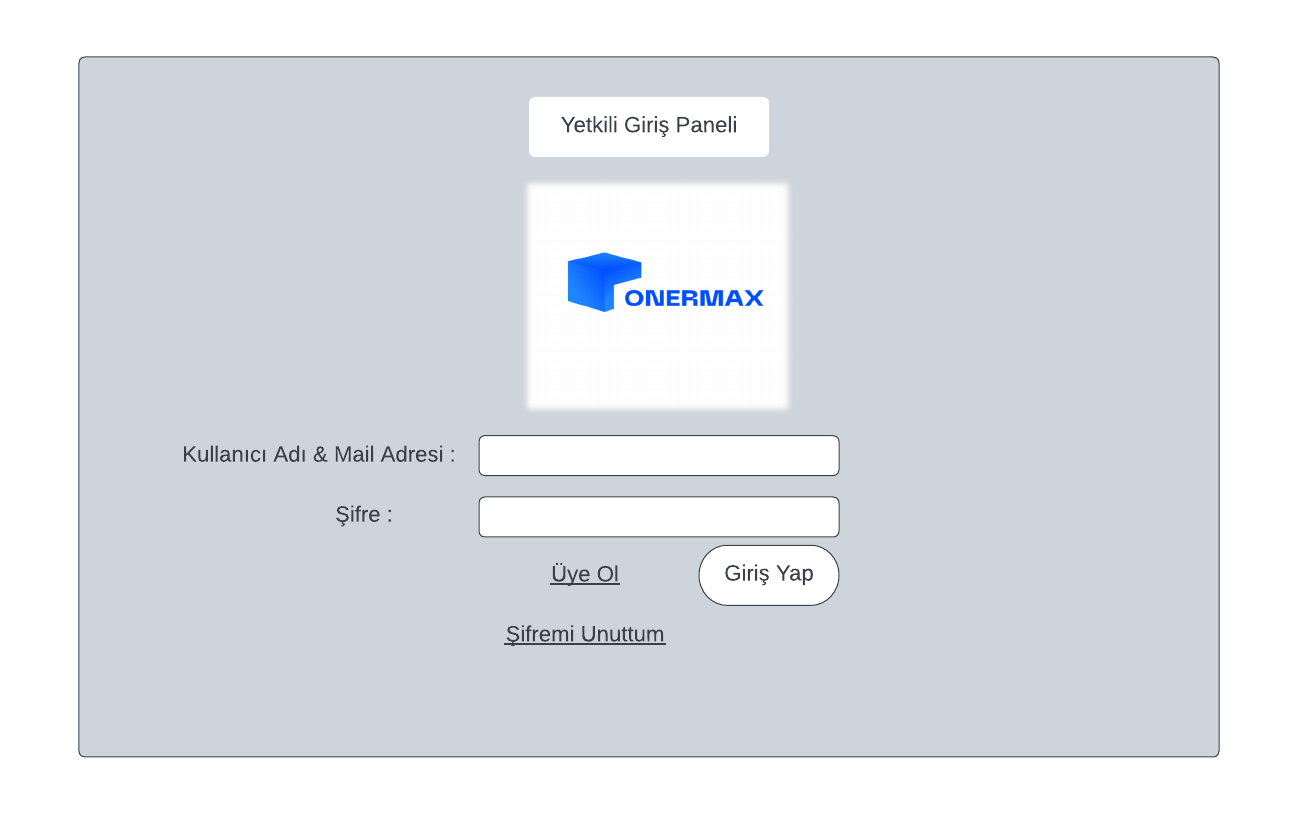 Yetkili Giriş Paneli
ONERMAX
Kullanıcı Adı & Mail Adresi :
Şifre :
Üye Ol
Giriş Yap
Şifremi Unuttum